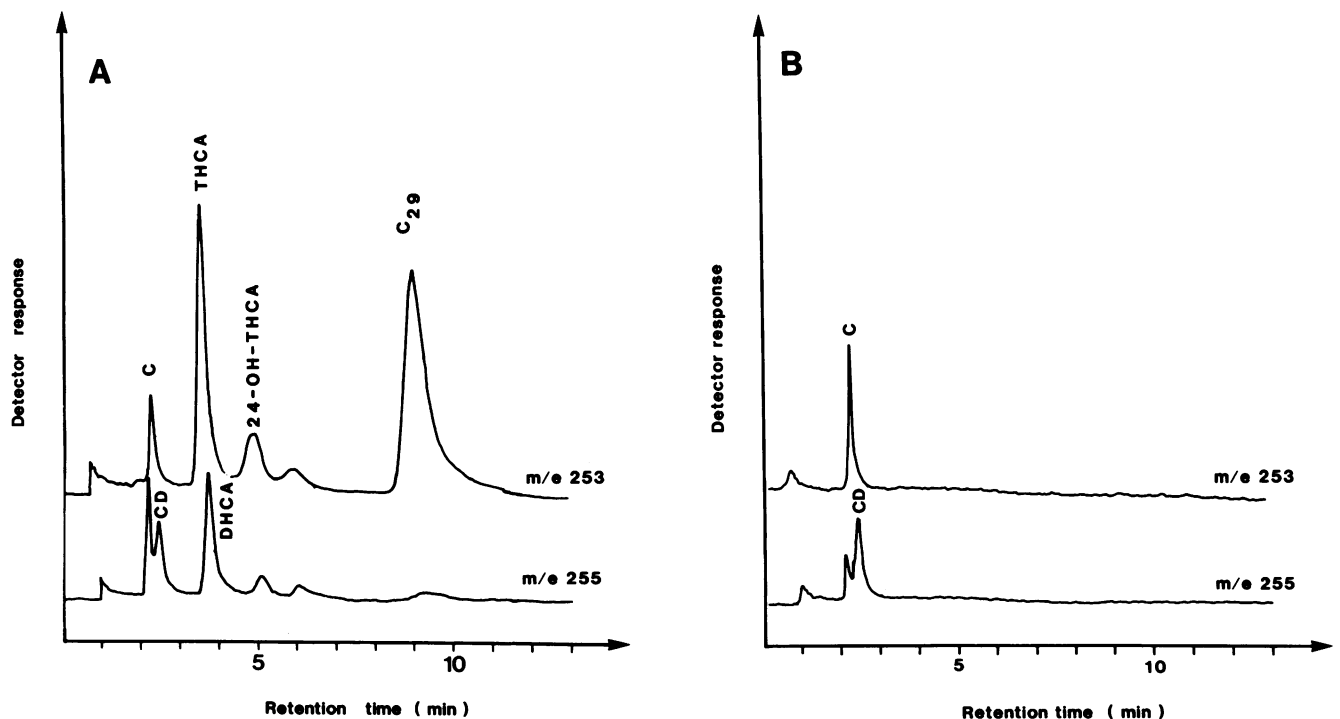 A
THCA
C₂₉
C
24-OH-THCA
m/e 253
CD
DHCA
m/e 255
Detector response
5 10
Retention time ( min )
B
C
m/e 253
CD
m/e 255
Detector response
5 10
Retention time ( min )